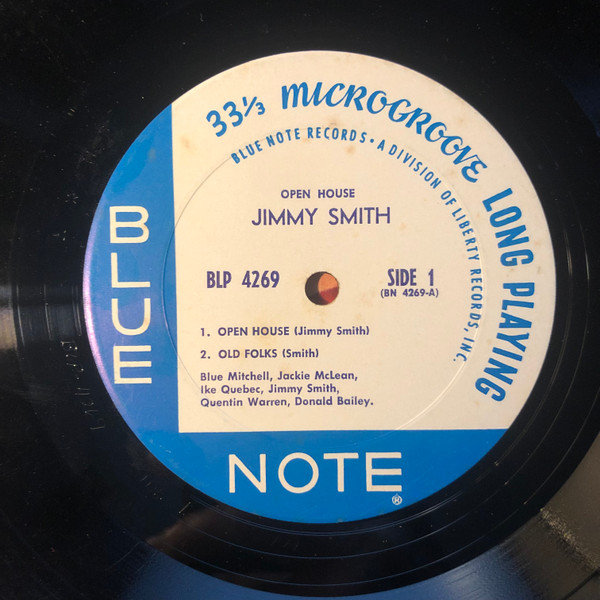 33⅓ MICROGROOVE LONG PLAYING
BLUE NOTE RECORDS • A DIVISION OF LIBERTY RECORDS, INC.
OPEN HOUSE
JIMMY SMITH
BLP 4269
SIDE 1
(BN 4269-A)
1. OPEN HOUSE (Jimmy Smith)
2. OLD FOLKS (Smith)
Blue Mitchell, Jackie McLean,
Ike Quebec, Jimmy Smith,
Quentin Warren, Donald Bailey.
BLUE
NOTE®